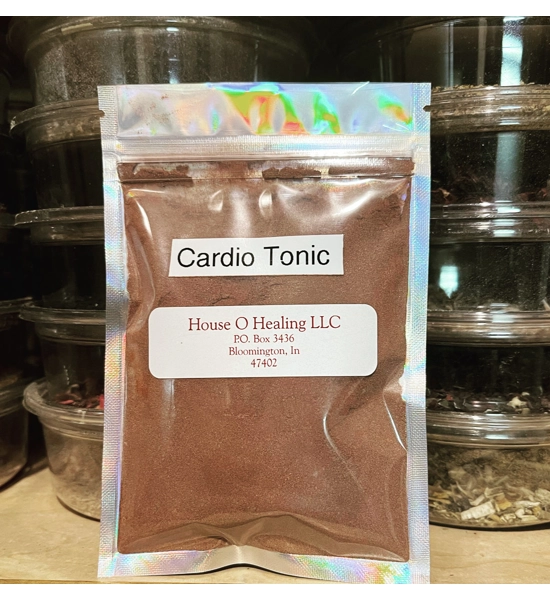 Cardio Tonic
House O Healing LLC
P.O. Box 3436
Bloomington, In
47402